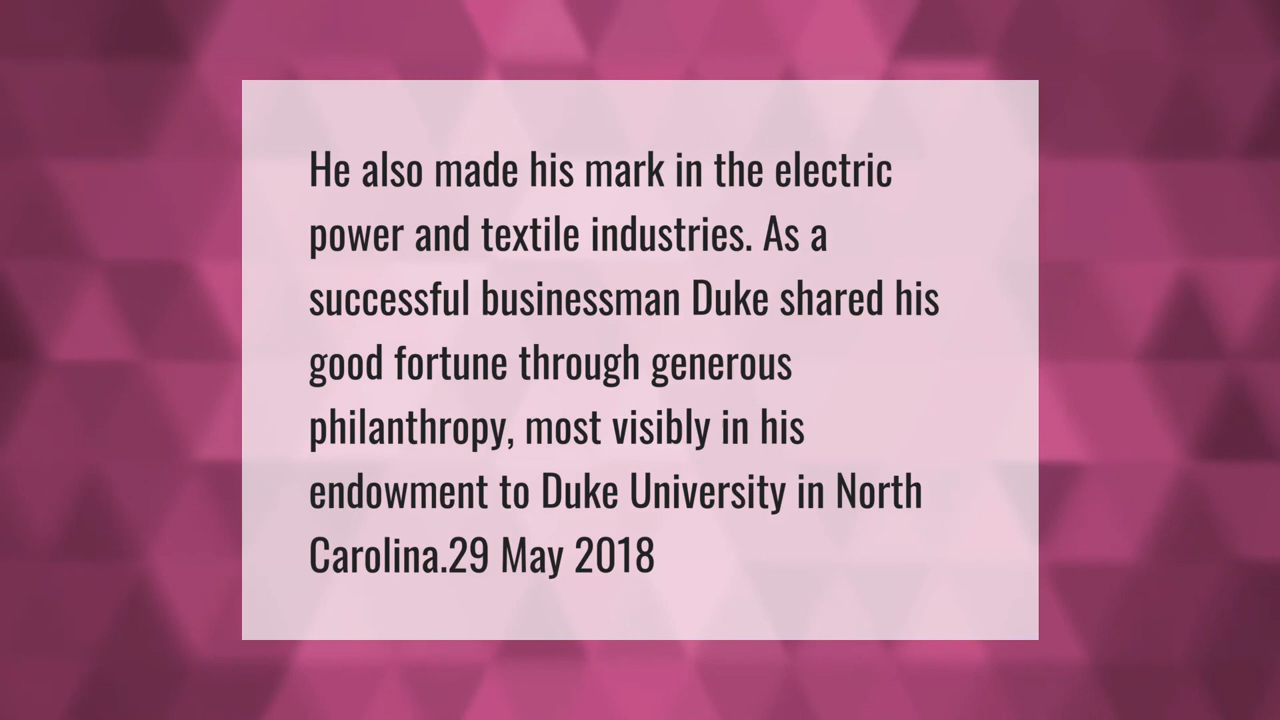 He also made his mark in the electric
power and textile industries. As a
successful businessman Duke shared his
good fortune through generous
philanthropy, most visibly in his
endowment to Duke University in North
Carolina.29 May 2018